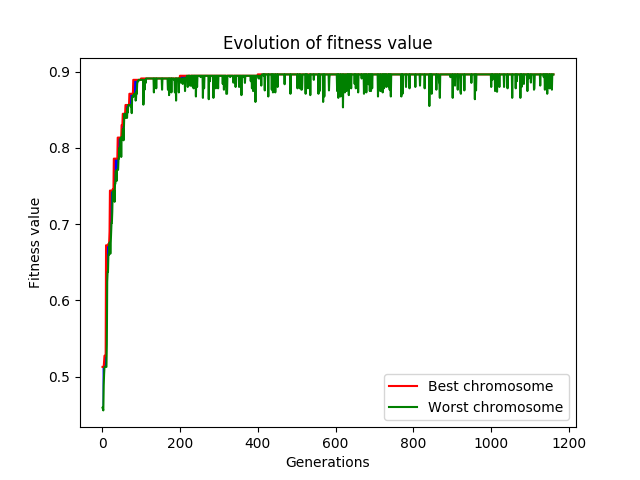 Evolution of fitness value
Fitness value
0.9
0.8
0.7
0.6
0.5
0
200
400
600
800
1000
1200
Generations
Best chromosome
Worst chromosome